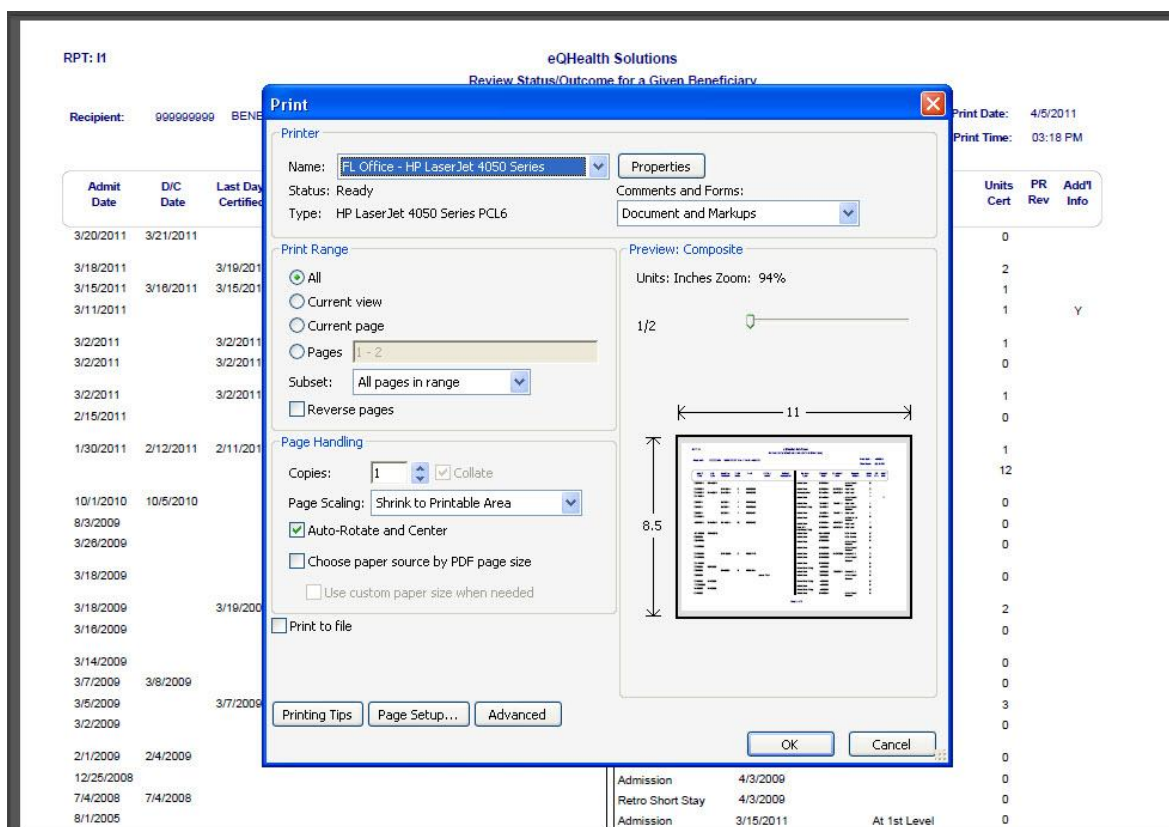 RPT: I1
eQHealth Solutions
Review Status/Outcome for a Given Beneficiary
Recipient: 999999999 BENE
Print Date: 4/5/2011
Print Time: 03:18 PM
Admit Date D/C Date Last Day Certified Units Cert PR Rev Add'l Info
3/20/2011 3/21/2011 0
3/18/2011 3/19/201 2
3/15/2011 3/16/2011 3/15/201 1
3/11/2011 1 Y
3/2/2011 3/2/2011 1
3/2/2011 3/2/2011 0
3/2/2011 3/2/2011 1
2/15/2011 0
1/30/2011 2/12/2011 2/11/201 1
12
10/1/2010 10/5/2010 0
8/3/2009 0
3/26/2009 0
3/18/2009 0
3/18/2009 3/19/200 2
3/16/2009 0
3/14/2009 0
3/7/2009 3/8/2009 0
3/5/2009 3/7/2009 3
3/2/2009 0
2/1/2009 2/4/2009 0
12/25/2008 Admission 4/3/2009 0
7/4/2008 7/4/2008 Retro Short Stay 4/3/2009 0
8/1/2005 Admission 3/15/2011 At 1st Level 0
Print
Printer
Name: FL Office - HP LaserJet 4050 Series Properties
Status: Ready Comments and Forms:
Type: HP LaserJet 4050 Series PCL6 Document and Markups
Print Range
All
Current view
Current page
Pages 1 - 2
Subset: All pages in range
Reverse pages
Page Handling
Copies: 1 Collate
Page Scaling: Shrink to Printable Area
Auto-Rotate and Center
Choose paper source by PDF page size
Use custom paper size when needed
Print to file
Preview: Composite
Units: Inches Zoom: 94%
1/2
11
8.5
Printing Tips Page Setup... Advanced
OK Cancel